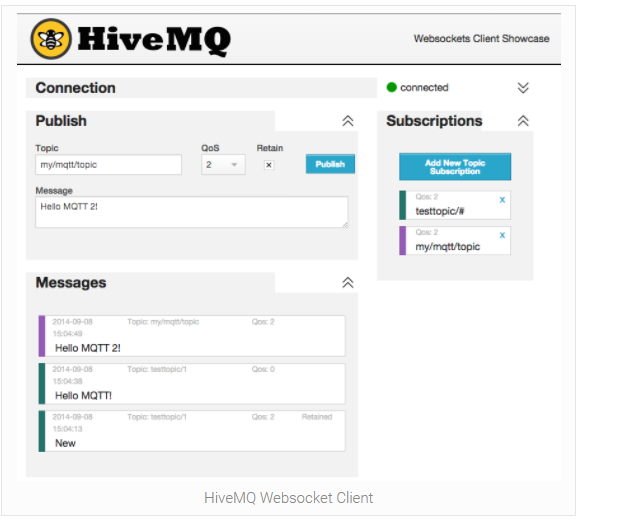 HiveMQ
Websockets Client Showcase
Connection
connected
Publish
Topic
QoS
Retain
my/mqtt/topic
2
x
Publish
Message
Hello MQTT 2!
Subscriptions
Add New Topic
Subscription
Qos: 2
x
testtopic/#
Qos: 2
x
my/mqtt/topic
Messages
2014-09-08 Topic: my/mqtt/topic Qos: 2
15:04:49
Hello MQTT 2!
2014-09-08 Topic: testtopic/1 Qos: 0
15:04:38
Hello MQTT!
2014-09-08 Topic: testtopic/1 Qos: 2 Retained
15:04:13
New
HiveMQ Websocket Client